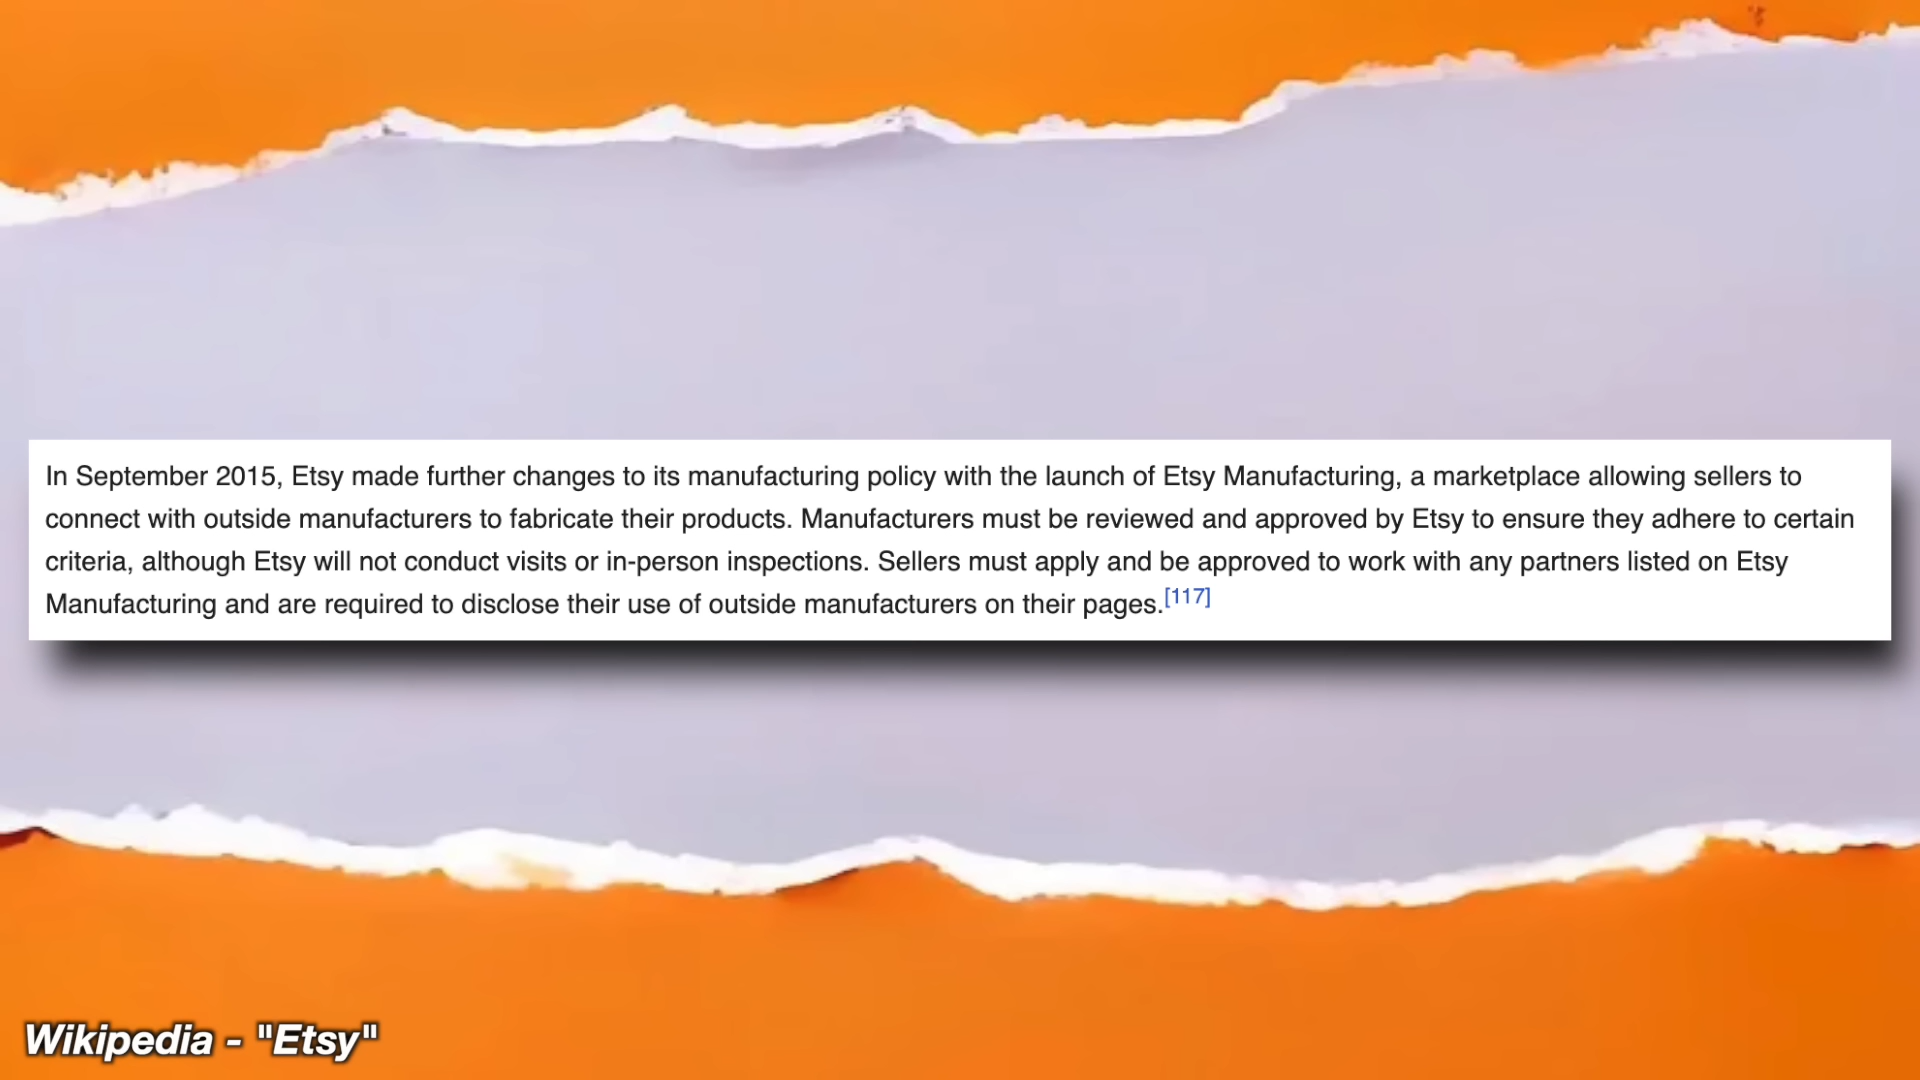 In September 2015, Etsy made further changes to its manufacturing policy with the launch of Etsy Manufacturing, a marketplace allowing sellers to
connect with outside manufacturers to fabricate their products. Manufacturers must be reviewed and approved by Etsy to ensure they adhere to certain
criteria, although Etsy will not conduct visits or in-person inspections. Sellers must apply and be approved to work with any partners listed on Etsy
Manufacturing and are required to disclose their use of outside manufacturers on their pages.[117]
Wikipedia - "Etsy"